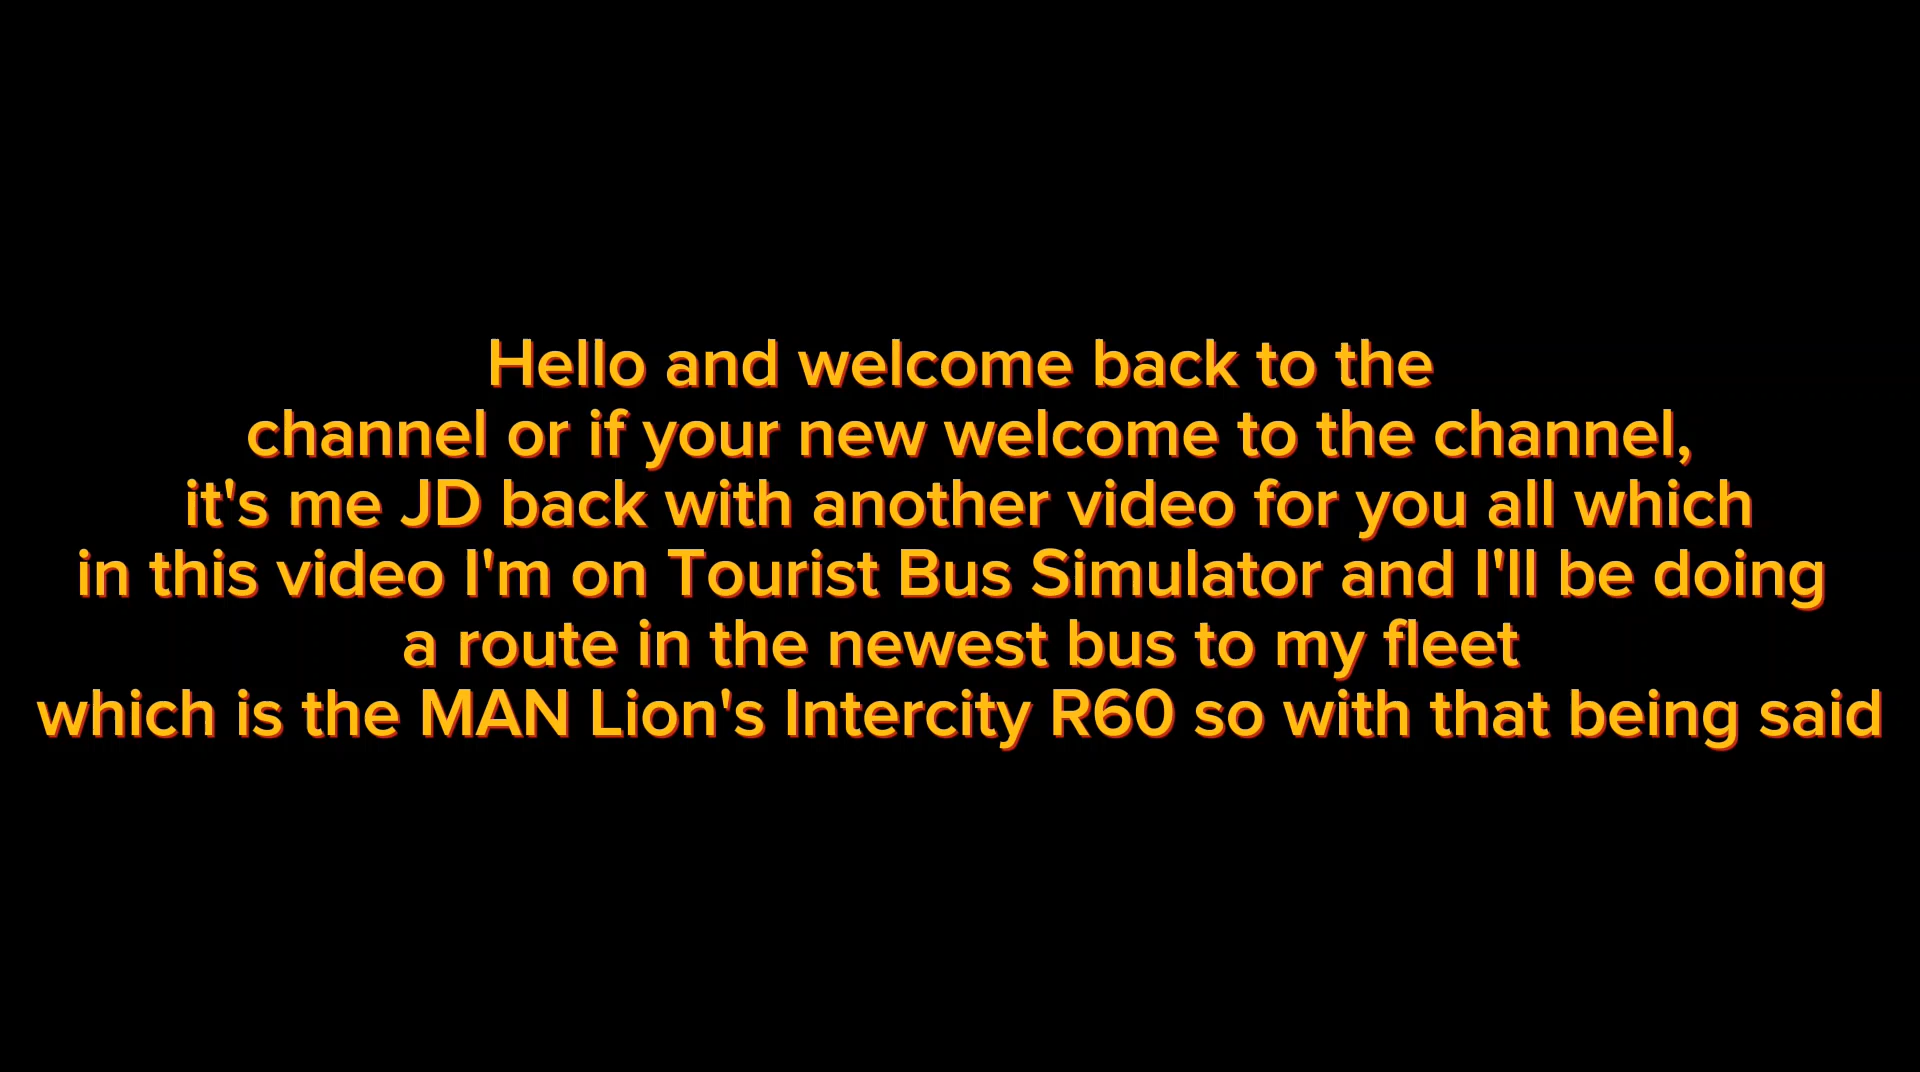 Hello and welcome back to the
channel or if your new welcome to the channel,
it's me JD back with another video for you all which
in this video I'm on Tourist Bus Simulator and I'll be doing
a route in the newest bus to my fleet
which is the MAN Lion's Intercity R60 so with that being said